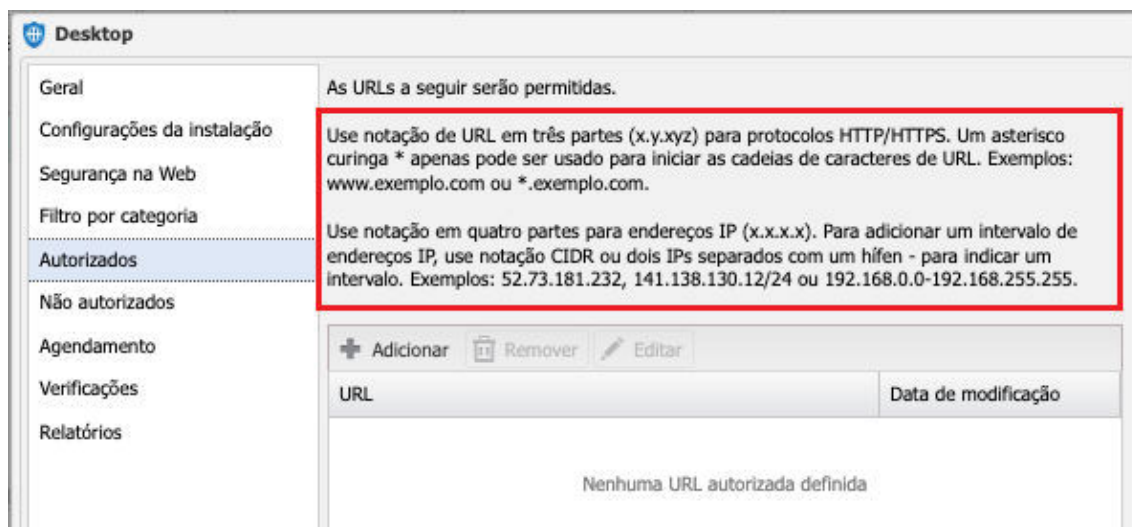 Desktop
Geral
Configurações da instalação
Segurança na Web
Filtro por categoria
Autorizados
Não autorizados
Agendamento
Verificações
Relatórios
As URLs a seguir serão permitidas.
Use notação de URL em três partes (x.y.xyz) para protocolos HTTP/HTTPS. Um asterisco
curinga * apenas pode ser usado para iniciar as cadeias de caracteres de URL. Exemplos:
www.exemplo.com ou *.exemplo.com.
Use notação em quatro partes para endereços IP (x.x.x.x). Para adicionar um intervalo de
endereços IP, use notação CIDR ou dois IPs separados com um hífen - para indicar um
intervalo. Exemplos: 52.73.181.232, 141.138.130.12/24 ou 192.168.0.0-192.168.255.255.
Adicionar Remover Editar
URL Data de modificação
Nenhuma URL autorizada definida